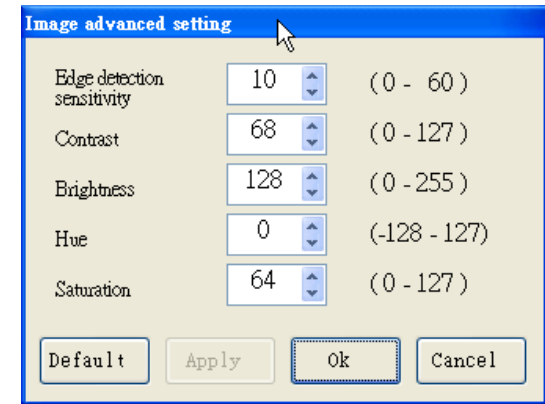 Image advanced setting
Edge detection
sensitivity
10
(0 - 60)
Contrast
68
(0 -127)
Brightness
128
(0 -255)
Hue
0
(-128 - 127)
Saturation
64
(0 -127)
Default
Apply
Ok
Cancel